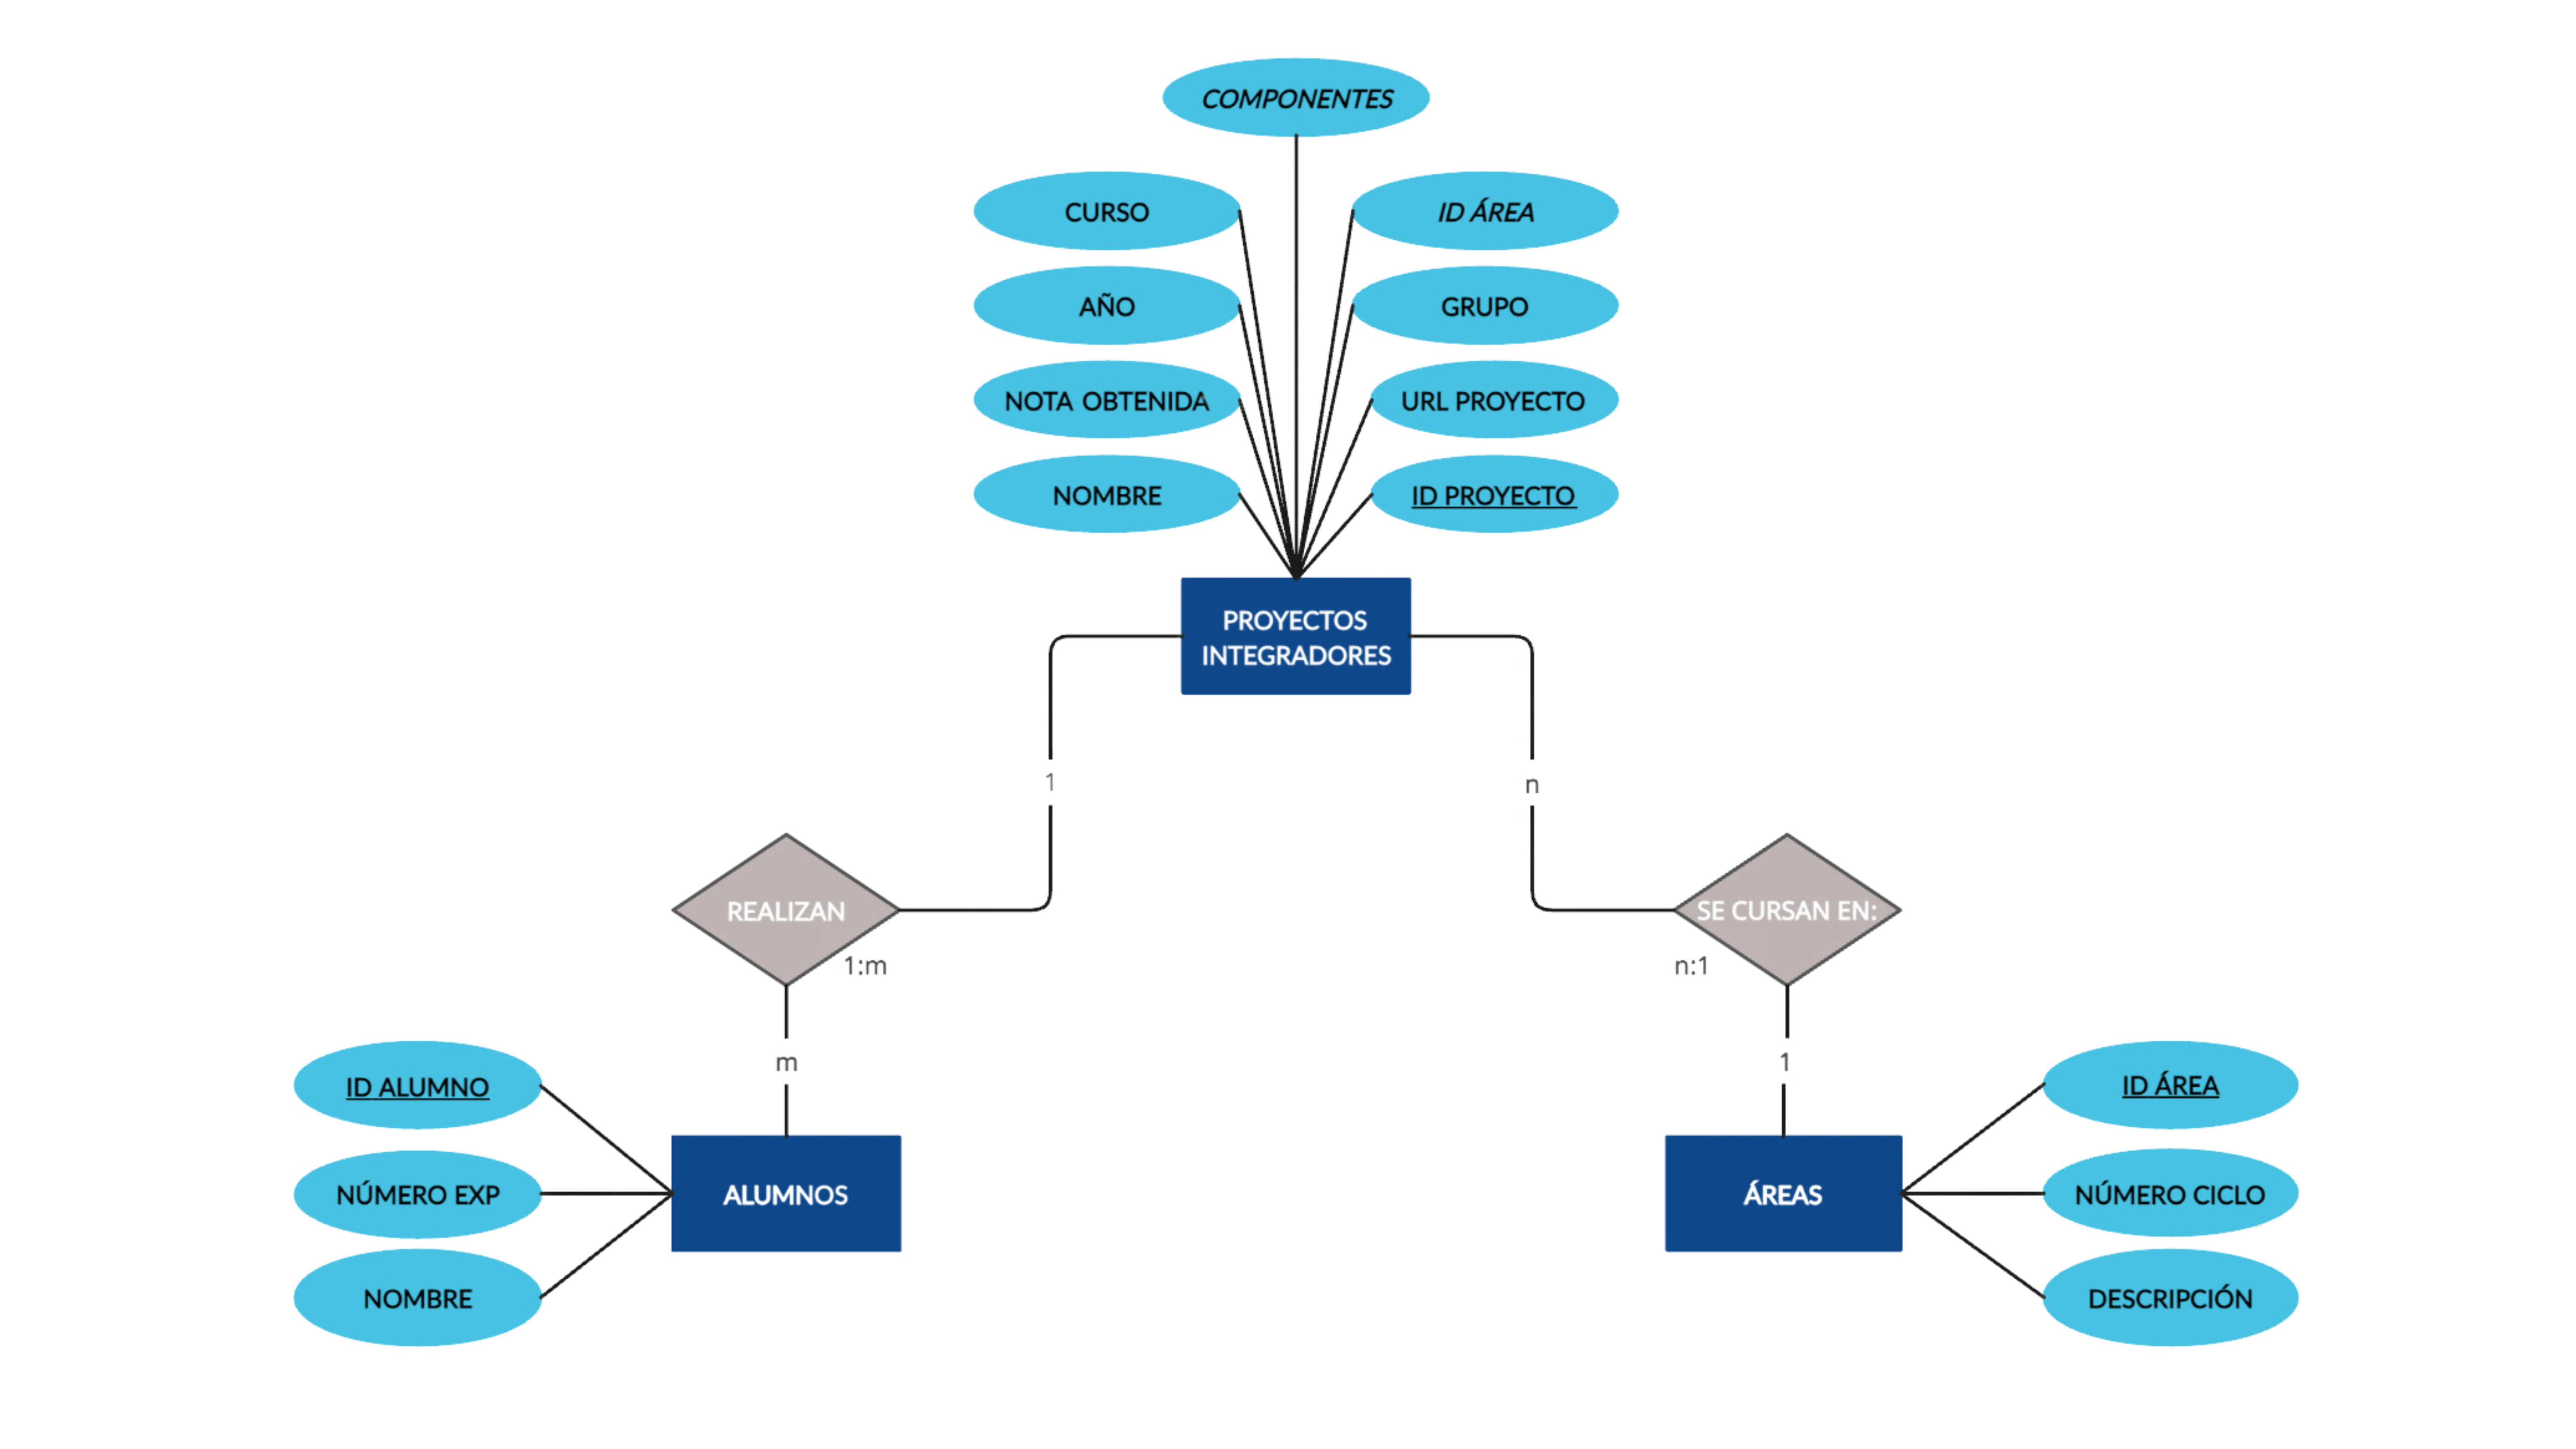 COMPONENTES
CURSO
ID ÁREA
AÑO
GRUPO
NOTA OBTENIDA
URL PROYECTO
NOMBRE
ID PROYECTO
PROYECTOS
INTEGRADORES
1
n
REALIZAN
SE CURSAN EN:
1:m
n:1
m
1
ID ALUMNO
ID ÁREA
NÚMERO EXP
ALUMNOS
ÁREAS
NÚMERO CICLO
NOMBRE
DESCRIPCIÓN